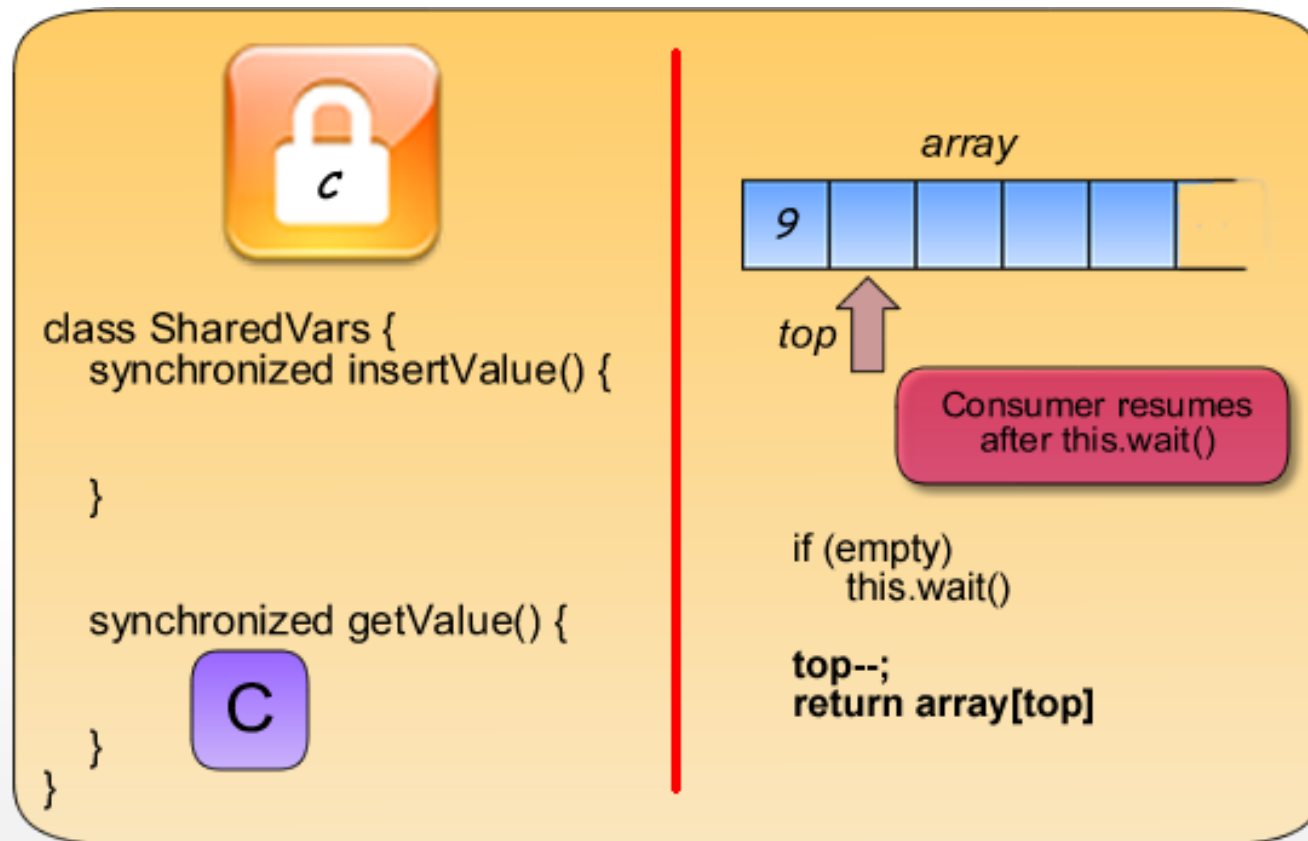 C
class SharedVars {
synchronized insertValue() {
}
synchronized getValue() {
C
}
}
array
9
top
Consumer resumes
after this.wait()
if (empty)
this.wait()
top--;
return array[top]